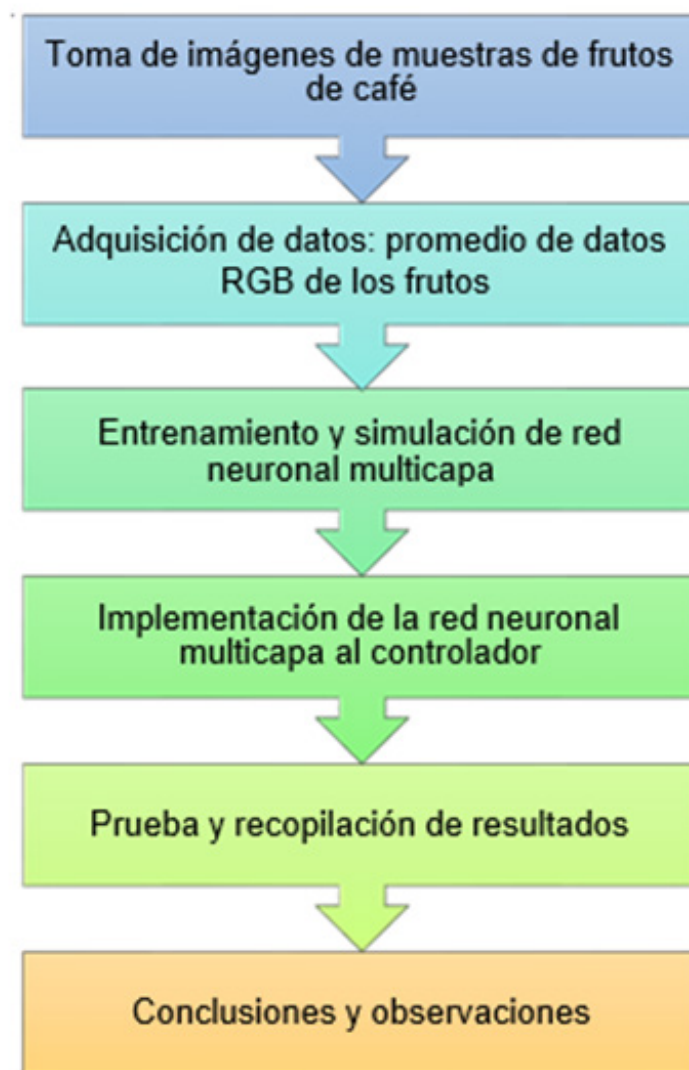 Toma de imágenes de muestras de frutos
de café
Adquisición de datos: promedio de datos
RGB de los frutos
Entrenamiento y simulación de red
neuronal multicapa
Implementación de la red neuronal
multicapa al controlador
Prueba y recopilación de resultados
Conclusiones y observaciones